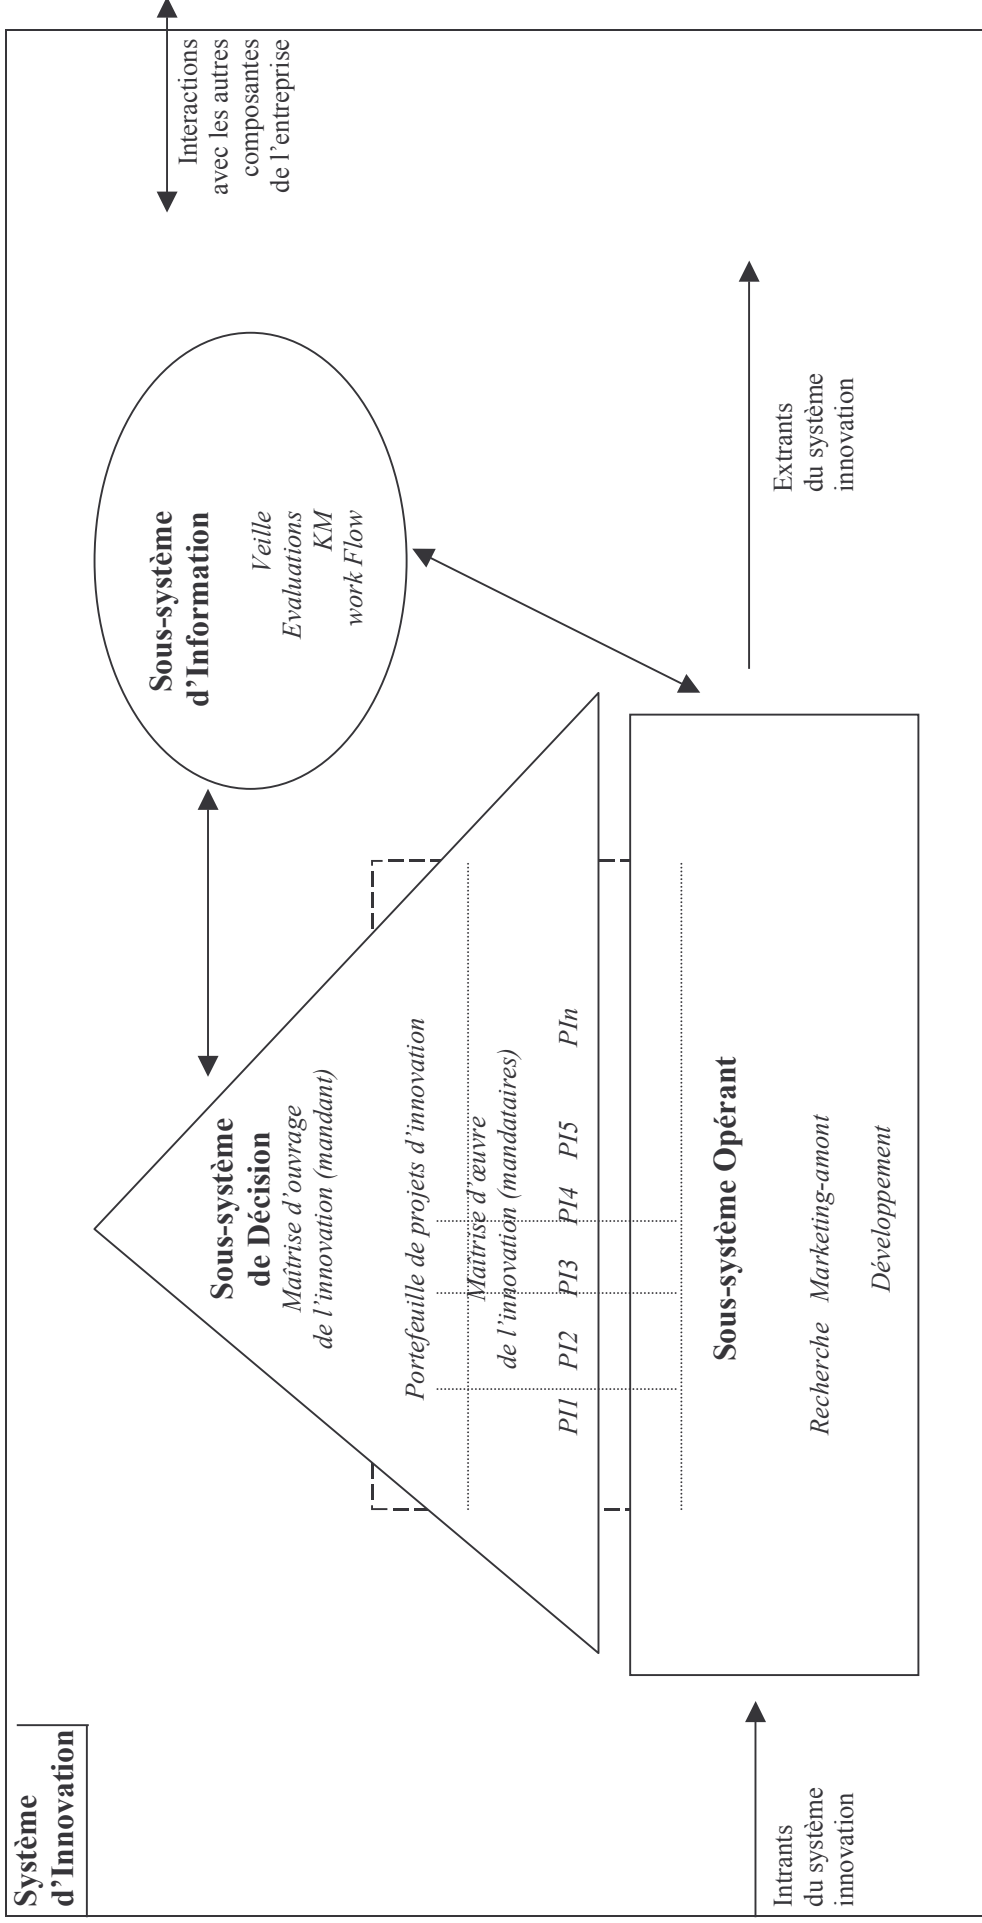 Système
d'Innovation
Interactions
avec les autres
composantes
de l'entreprise
Sous-système
d'Information
Veille
Evaluations
KM
work Flow
Sous-système
de Décision
Maîtrise d'ouvrage
de l'innovation (mandant)
Portefeuille de projets d'innovation
Maîtrise d'œuvre
de l'innovation (mandataires)
PI1 PI2 PI3 PI4 PI5 PIn
Sous-système Opérant
Recherche Marketing-amont
Développement
Intrants
du système
innovation
Extrants
du système
innovation